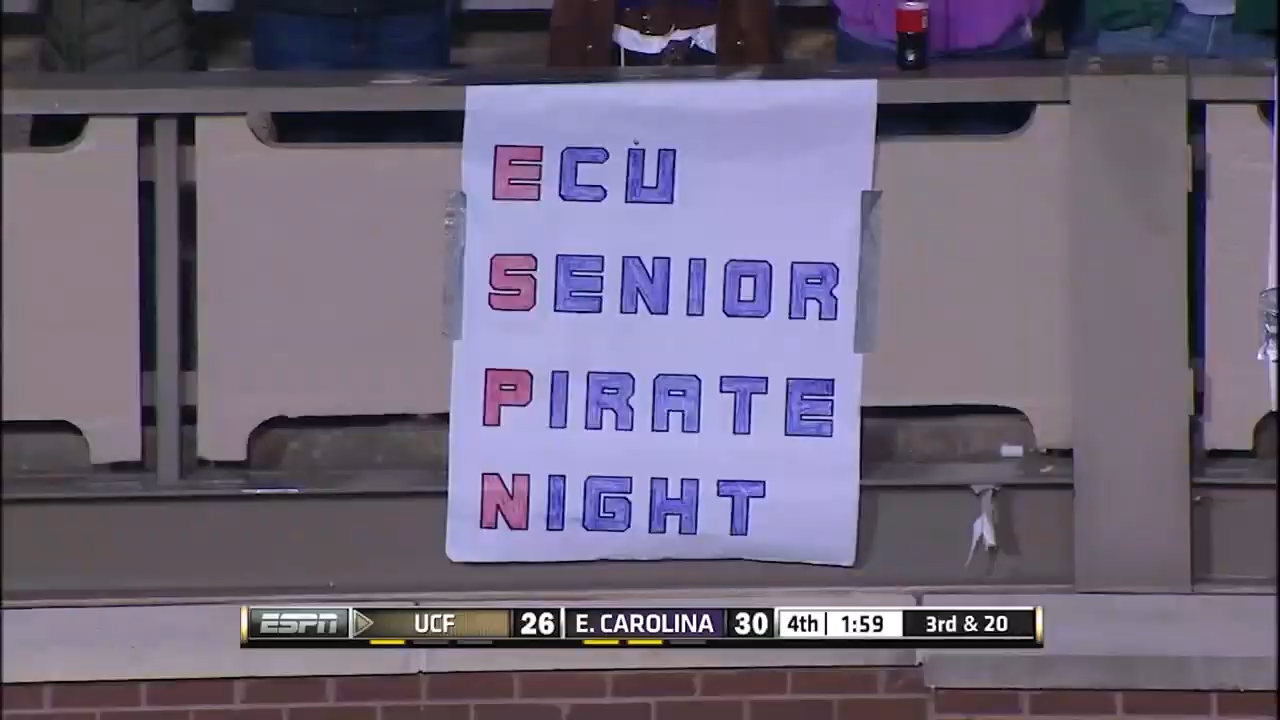 ECU
SENIOR
PIRATE
NIGHT
ESPN UCF 26 E. CAROLINA 30 4th 1:59 3rd & 20